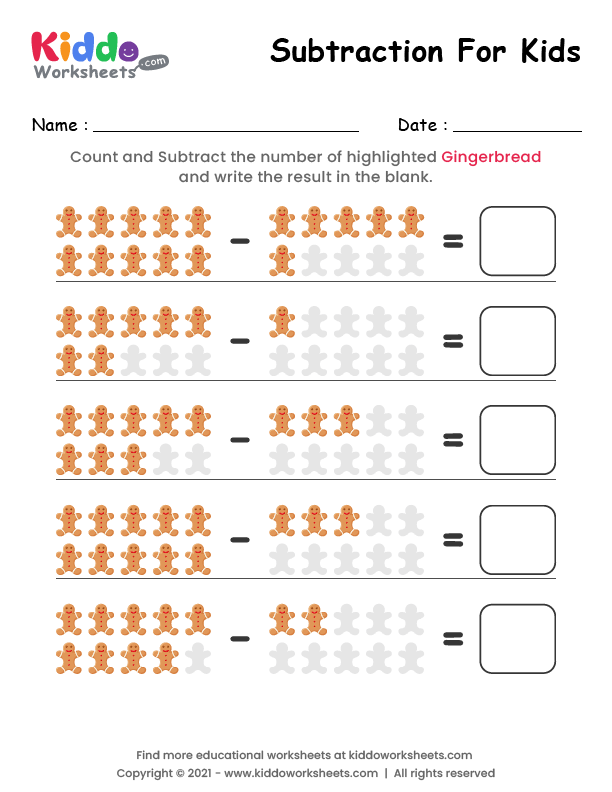 Kiddo
Worksheets.com
Subtraction For Kids
Name :
Date :
Count and Subtract the number of highlighted Gingerbread
and write the result in the blank.
-
=
-
=
-
=
-
=
-
=
Find more educational worksheets at kiddoworksheets.com
Copyright © 2021 - www.kiddoworksheets.com | All rights reserved